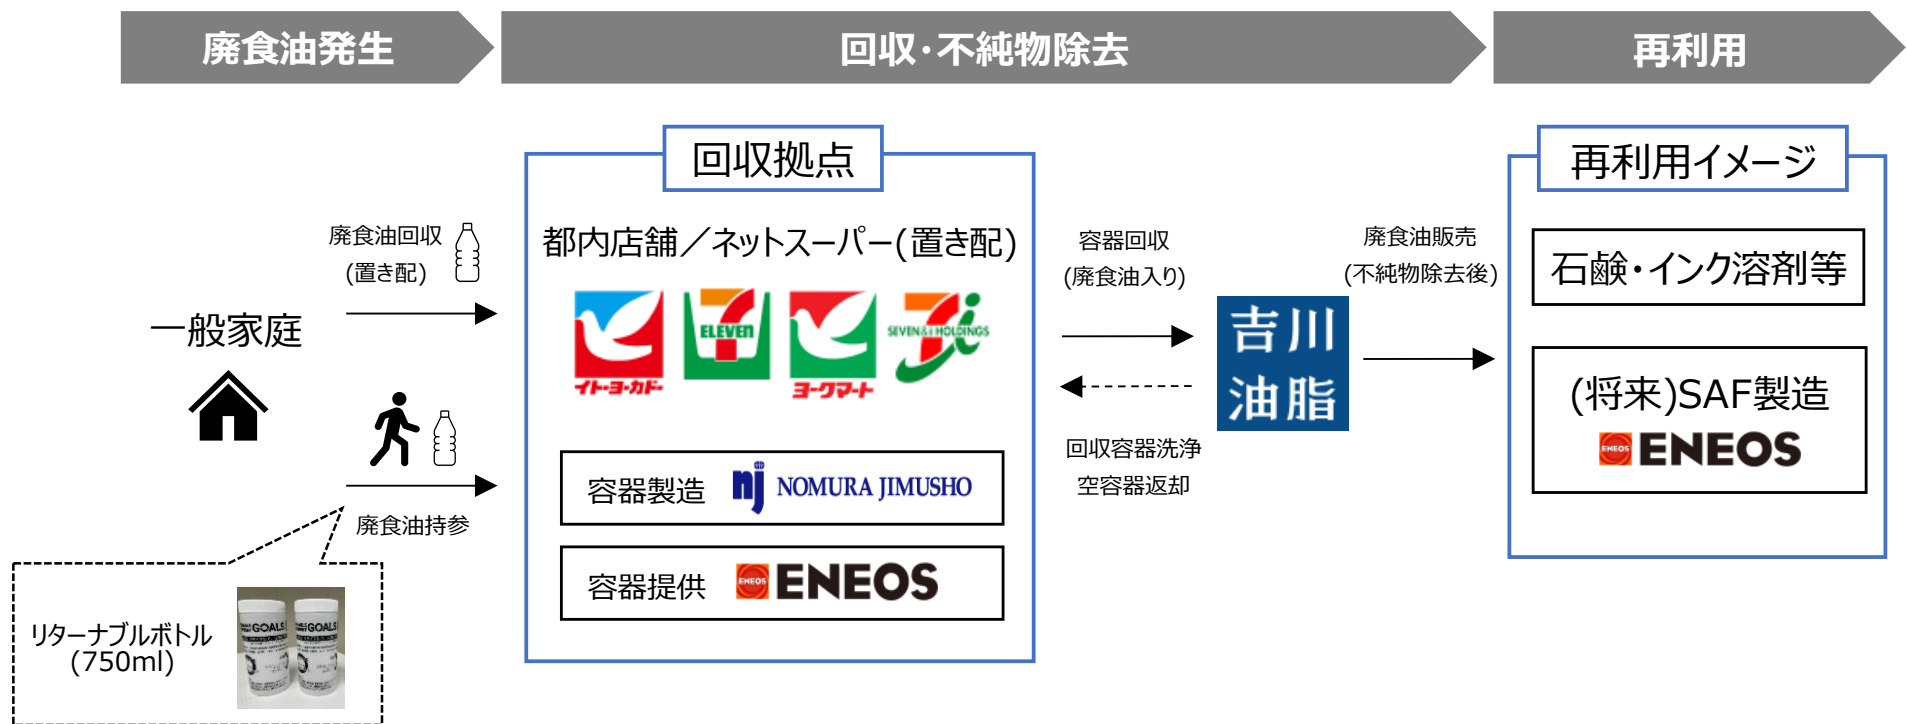 廃食油発生
回収・不純物除去
再利用
回収拠点
再利用イメージ
都内店舗／ネットスーパー(置き配)
廃食油回収
(置き配)
容器回収
(廃食油入り)
廃食油販売
(不純物除去後)
石鹸・インク溶剤等
一般家庭
イトーヨーカドー
7
ELEVEN
ヨークマート
SEVEN & i HOLDINGS
吉川
油脂
(将来)SAF製造
ENEOS
ENEOS
回収容器洗浄
空容器返却
容器製造
nj
NOMURA JIMUSHO
廃食油持参
容器提供
ENEOS
ENEOS
リターナブルボトル
(750ml)
GOALS
GOALS